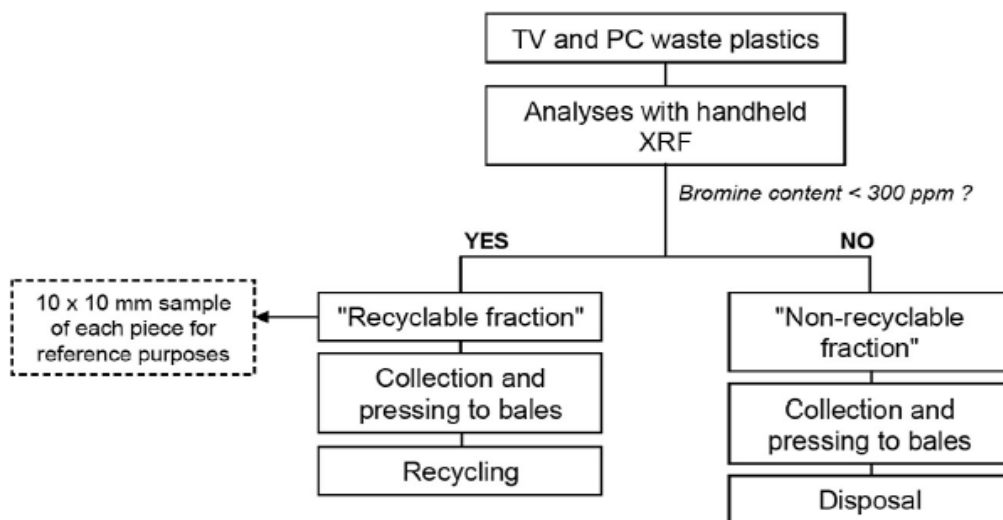 TV and PC waste plastics
Analyses with handheld
XRF
Bromine content < 300 ppm ?
YES
NO
10 x 10 mm sample
of each piece for
reference purposes
"Recyclable fraction"
Collection and
pressing to bales
Recycling
"Non-recyclable
fraction"
Collection and
pressing to bales
Disposal